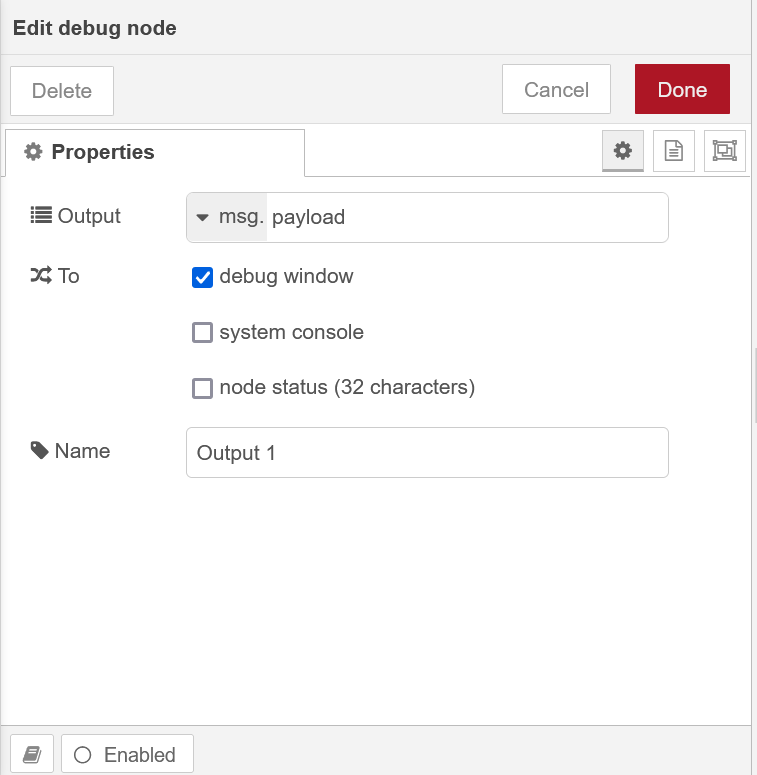 Edit debug node
Delete
Cancel
Done
Properties
Output
msg. payload
To
debug window
system console
node status (32 characters)
Name
Output 1
Enabled